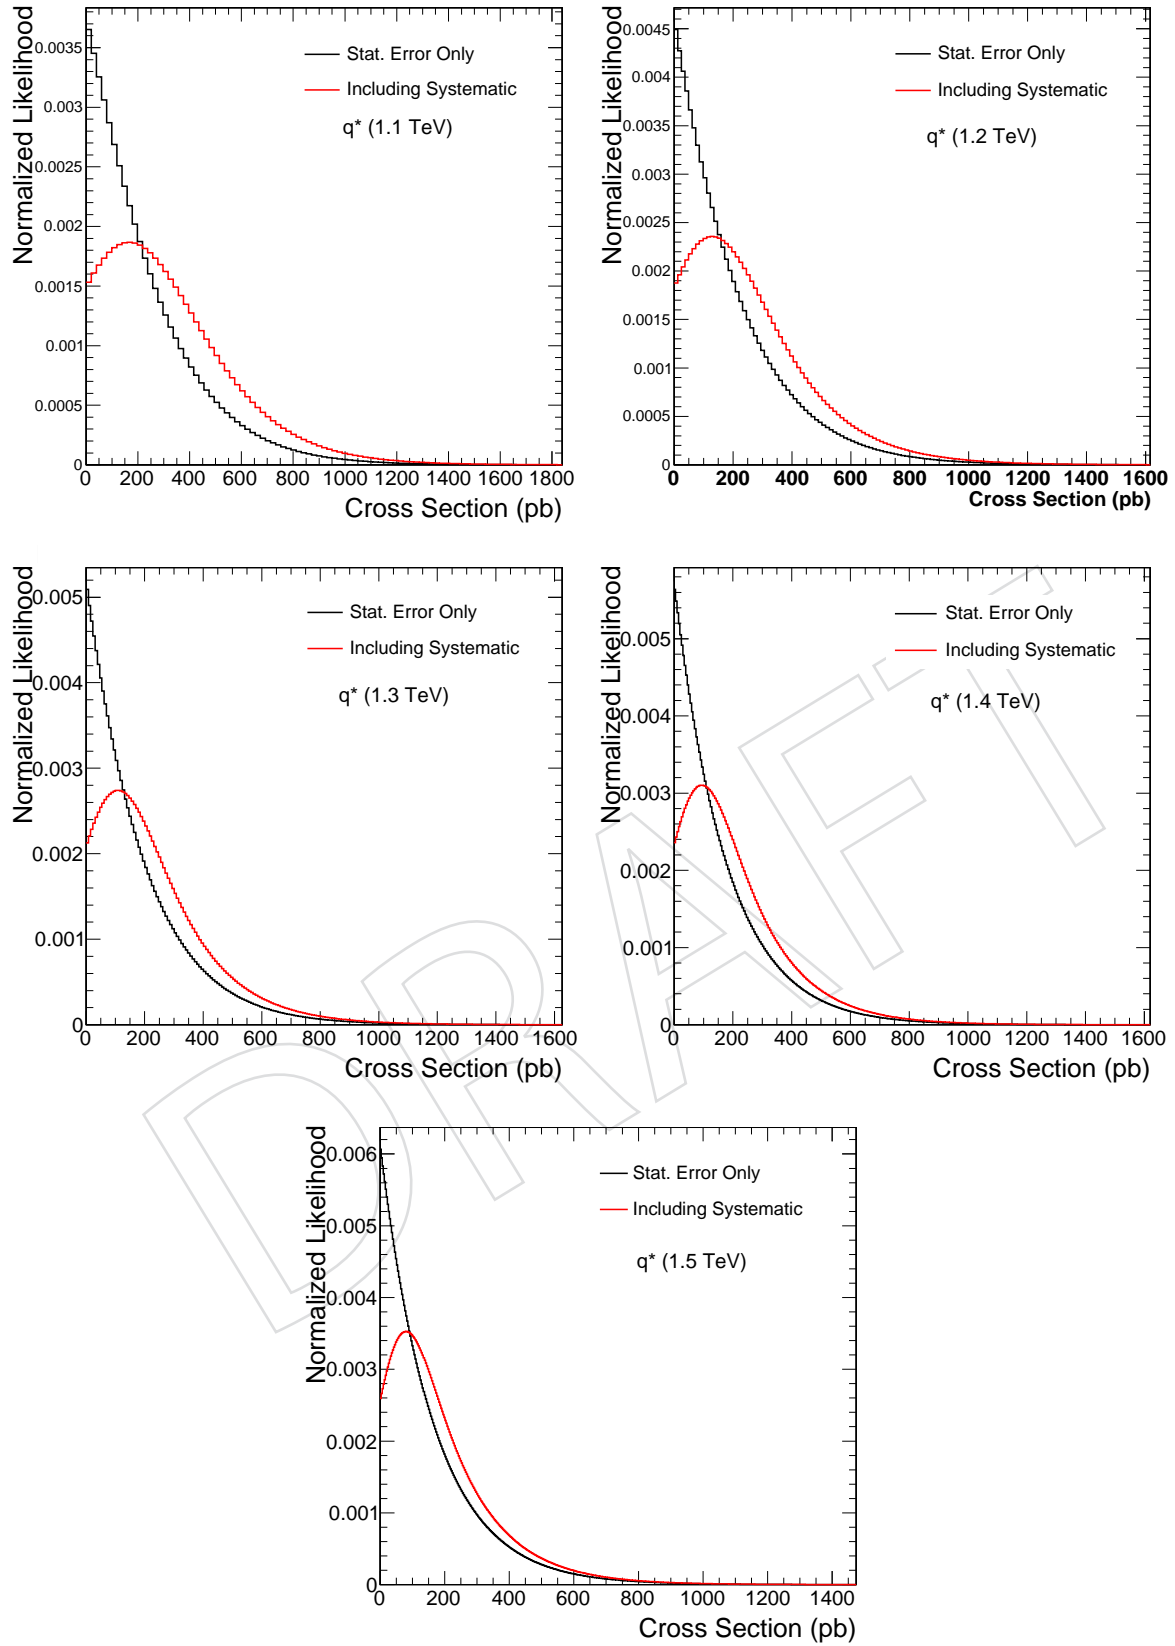 Normalized Likelihood
0.0035
0.003
0.0025
0.002
0.0015
0.001
0.0005
0
Stat. Error Only
Including Systematic
q* (1.1 TeV)
0 200 400 600 800 1000 1200 1400 1600 1800
Cross Section (pb)
Normalized Likelihood
0.0045
0.004
0.0035
0.003
0.0025
0.002
0.0015
0.001
0.0005
0
Stat. Error Only
Including Systematic
q* (1.2 TeV)
0 200 400 600 800 1000 1200 1400 1600
Cross Section (pb)
Normalized Likelihood
0.005
0.004
0.003
0.002
0.001
0
Stat. Error Only
Including Systematic
q* (1.3 TeV)
0 200 400 600 800 1000 1200 1400 1600
Cross Section (pb)
Normalized Likelihood
0.005
0.004
0.003
0.002
0.001
0
Stat. Error Only
Including Systematic
q* (1.4 TeV)
0 200 400 600 800 1000 1200 1400 1600
Cross Section (pb)
Normalized Likelihood
0.006
0.005
0.004
0.003
0.002
0.001
0
Stat. Error Only
Including Systematic
q* (1.5 TeV)
0 200 400 600 800 1000 1200 1400
Cross Section (pb)
DRAFT